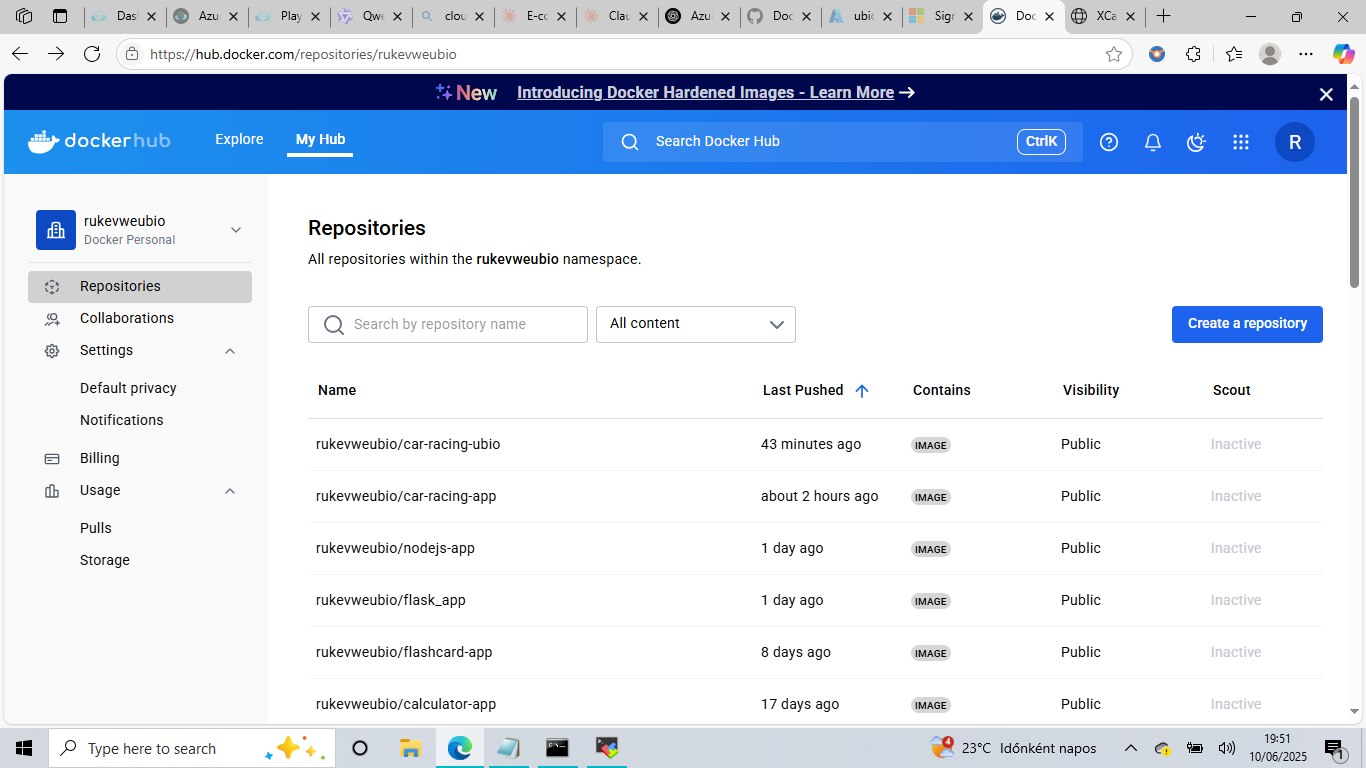 Dasl
Azur
Play
Qwe
clou
E-co
Clau
Azu
Doc
ubio
Sign
Doc
XCa
https://hub.docker.com/repositories/rukevweubio
New Introducing Docker Hardened Images - Learn More
docker hub
Explore
My Hub
Search Docker Hub
CtrlK
R
rukevweubio
Docker Personal
Repositories
Collaborations
Settings
Default privacy
Notifications
Billing
Usage
Pulls
Storage
Repositories
All repositories within the rukevweubio namespace.
Search by repository name
All content
Create a repository
Name Last Pushed Contains Visibility Scout
rukevweubio/car-racing-ubio 43 minutes ago IMAGE Public Inactive
rukevweubio/car-racing-app about 2 hours ago IMAGE Public Inactive
rukevweubio/nodejs-app 1 day ago IMAGE Public Inactive
rukevweubio/flask_app 1 day ago IMAGE Public Inactive
rukevweubio/flashcard-app 8 days ago IMAGE Public Inactive
rukevweubio/calculator-app 17 days ago IMAGE Public Inactive
Type here to search
4
23°C Időnként napos
19:51
10/06/2025
1